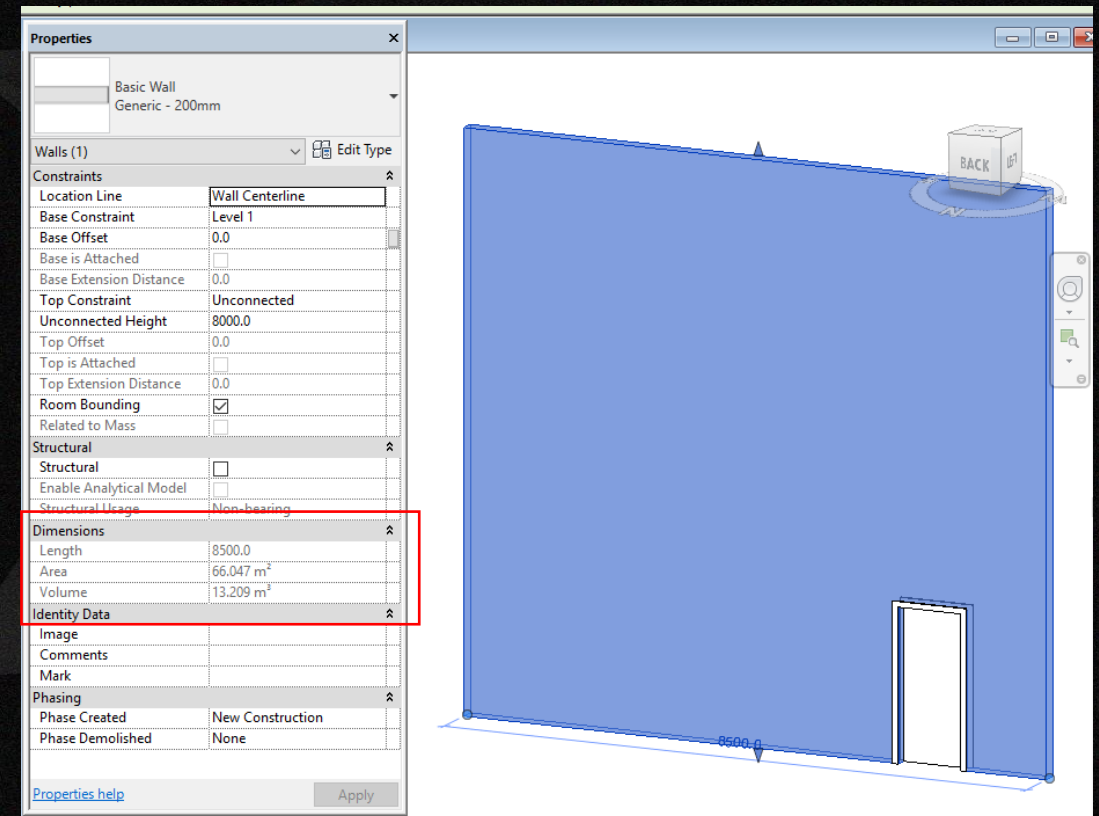 Properties
Basic Wall
Generic - 200mm
Walls (1)
Edit Type
Constraints
Location Line Wall Centerline
Base Constraint Level 1
Base Offset 0.0
Base is Attached
Base Extension Distance 0.0
Top Constraint Unconnected
Unconnected Height 8000.0
Top Offset 0.0
Top is Attached
Top Extension Distance 0.0
Room Bounding
Related to Mass
Structural
Structural
Enable Analytical Model
Structural Usage Non-bearing
Dimensions
Length 8500.0
Area 66.047 m²
Volume 13.209 m³
Identity Data
Image
Comments
Mark
Phasing
Phase Created New Construction
Phase Demolished None
Properties help
Apply
BACK
8500.0